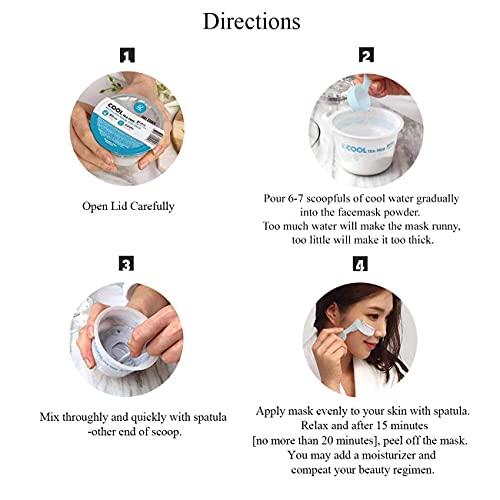 Directions
1
COOL TEA TREE
Open Lid Carefully
2
COOL TEA TREE
Pour 6-7 scoopfuls of cool water gradually
into the facemask powder.
Too much water will make the mask runny,
too little will make it too thick.
3
Mix throughly and quickly with spatula
-other end of scoop.
4
Apply mask evenly to your skin with spatula.
Relax and after 15 minutes
[no more than 20 minutes], peel off the mask.
You may add a moisturizer and
compeat your beauty regimen.